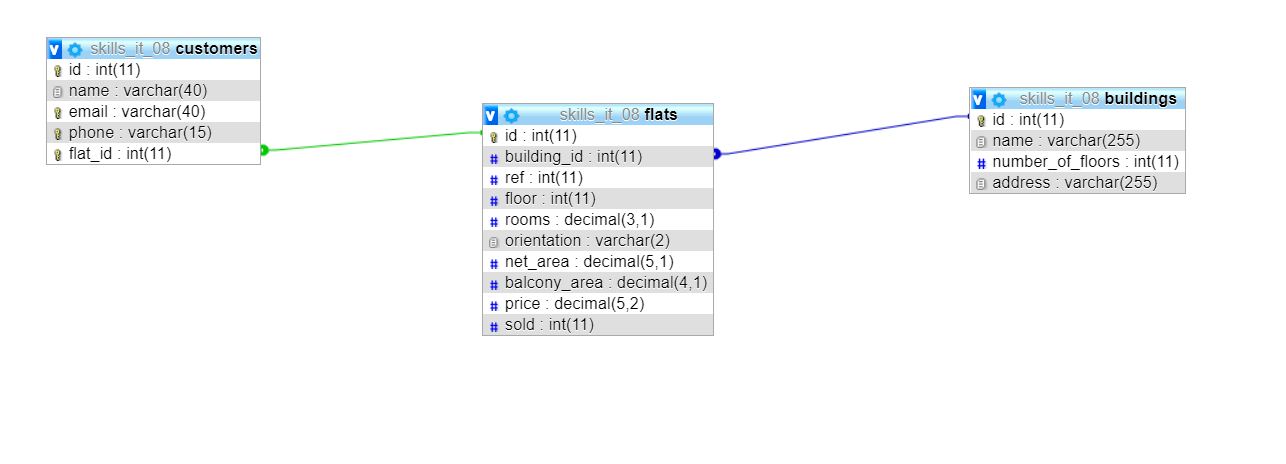 skills_it_08 customers
id : int(11)
name : varchar(40)
email : varchar(40)
phone : varchar(15)
flat_id : int(11)
skills_it_08 flats
id : int(11)
building_id : int(11)
ref : int(11)
floor : int(11)
rooms : decimal(3,1)
orientation : varchar(2)
net_area : decimal(5,1)
balcony_area : decimal(4,1)
price : decimal(5,2)
sold : int(11)
skills_it_08 buildings
id : int(11)
name : varchar(255)
number_of_floors : int(11)
address : varchar(255)